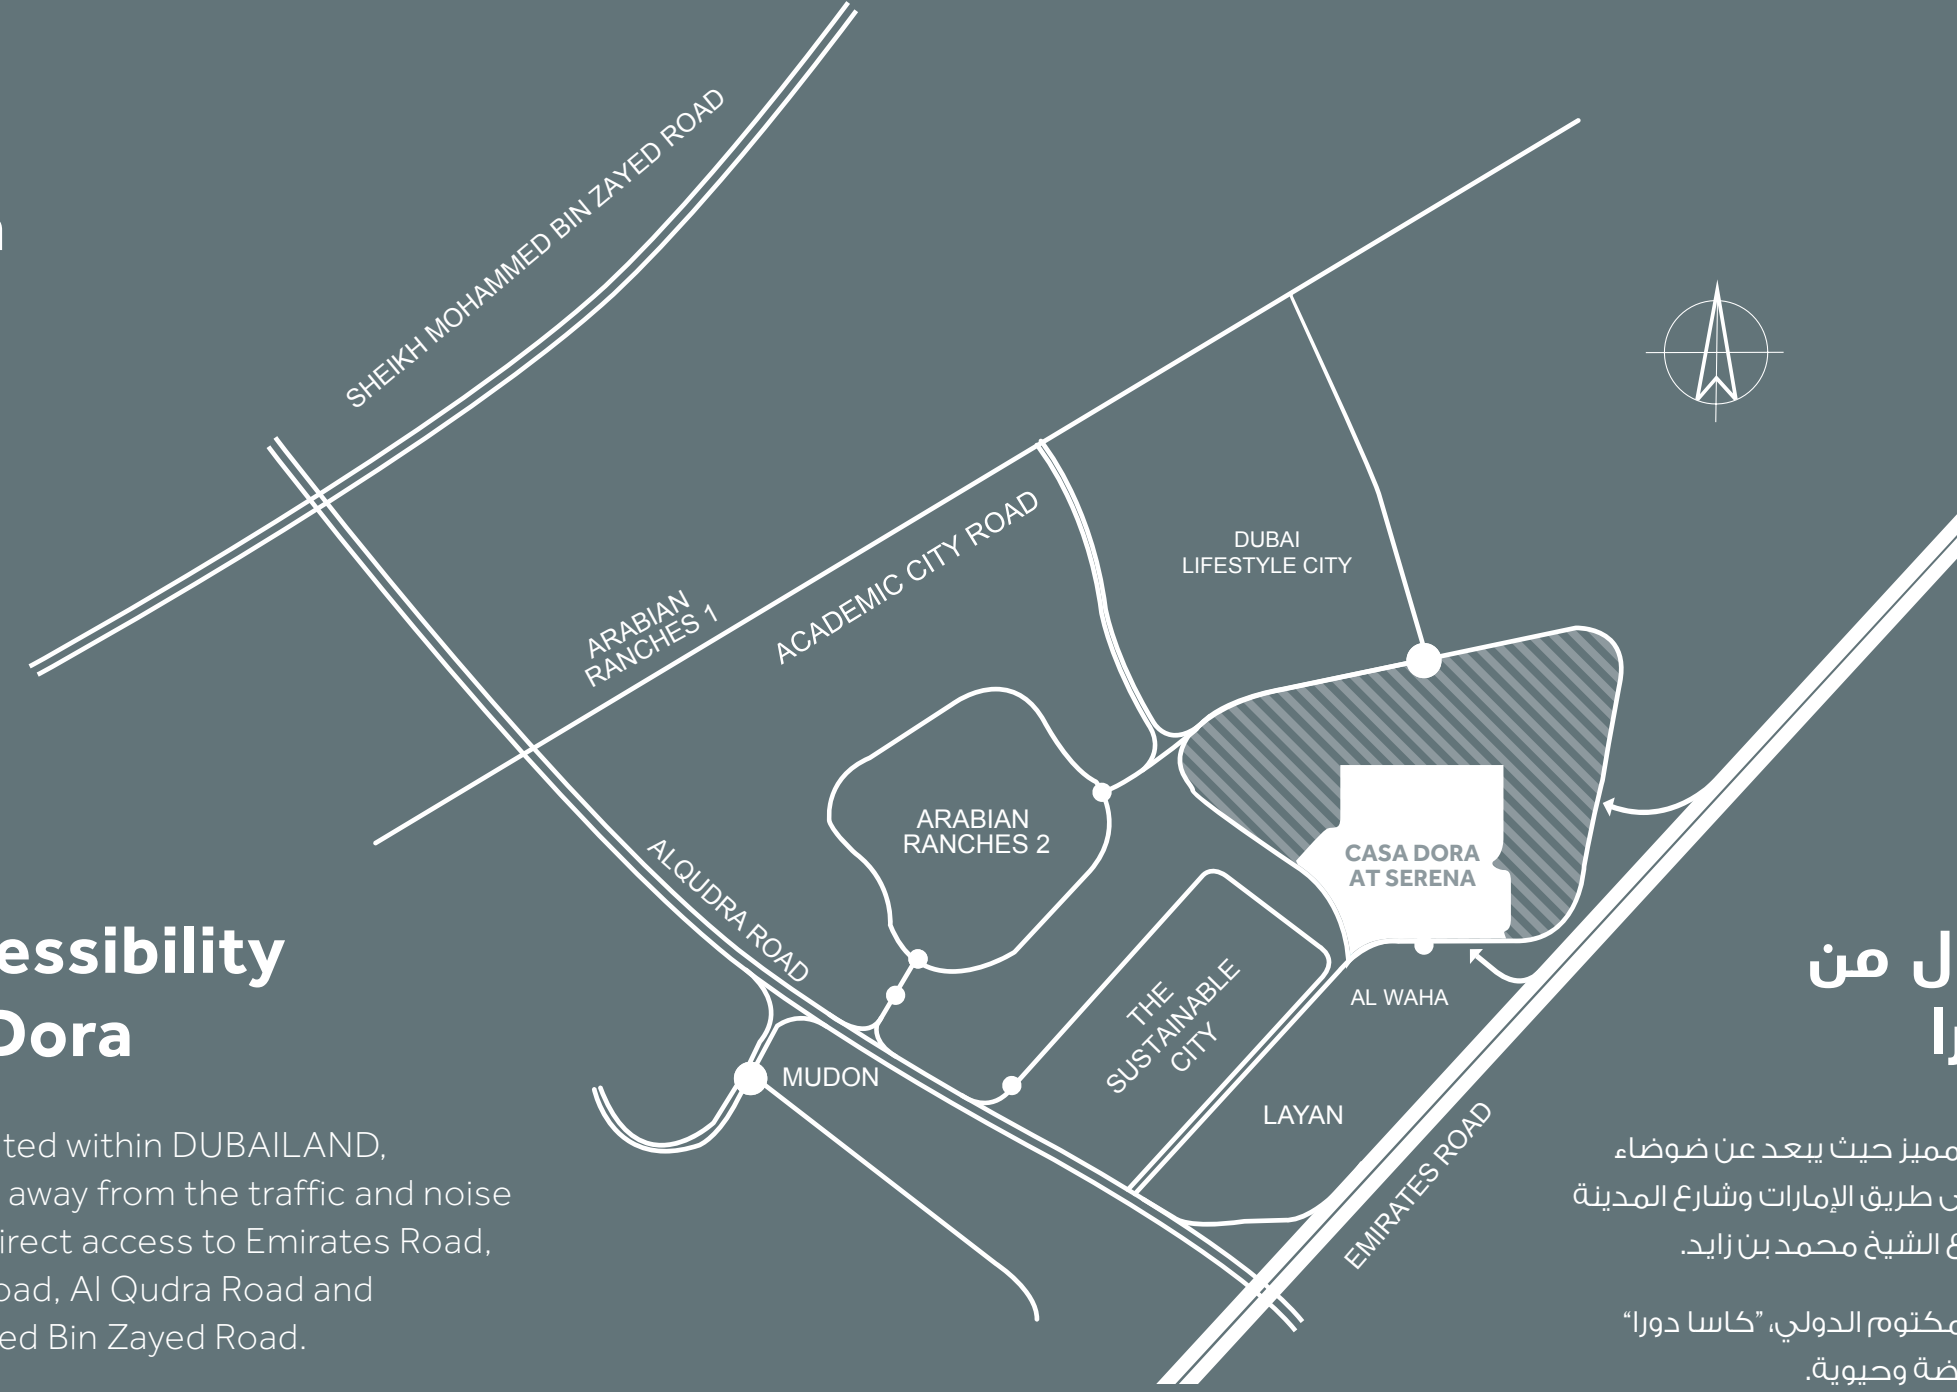 SHEIKH MOHAMMED BIN ZAYED ROAD
DUBAI
LIFESTYLE CITY
ACADEMIC CITY ROAD
ARABIAN
RANCHES 1
ARABIAN
RANCHES 2
ALQUDRA ROAD
CASA DORA
AT SERENA
THE
SUSTAINABLE
CITY
AL WAHA
MUDON
LAYAN
EMIRATES ROAD
essibility
Dora
ted within DUBAILAND,
away from the traffic and noise
irect access to Emirates Road,
oad, Al Qudra Road and
ed Bin Zayed Road.
ل من
را
مميز حيث يبعد عن ضوضاء
ى طريق الإمارات وشارع المدينة
ع الشيخ محمد بن زايد.
مكتوم الدولي، "كاسا دورا"
ضة وحيوية.